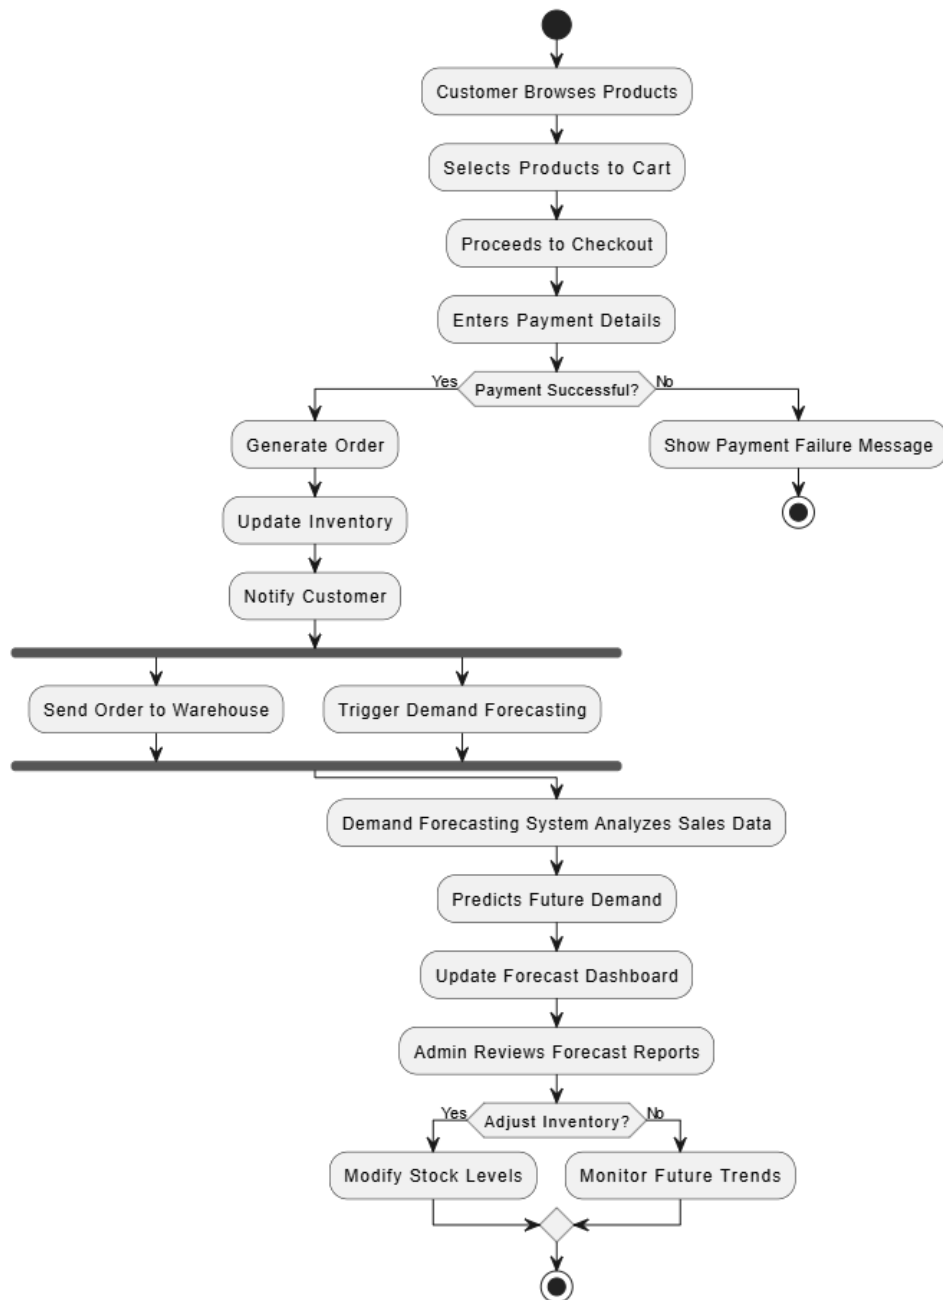 Customer Browses Products
Selects Products to Cart
Proceeds to Checkout
Enters Payment Details
Yes
Payment Successful?
No
Generate Order
Show Payment Failure Message
Update Inventory
Notify Customer
Send Order to Warehouse
Trigger Demand Forecasting
Demand Forecasting System Analyzes Sales Data
Predicts Future Demand
Update Forecast Dashboard
Admin Reviews Forecast Reports
Yes
Adjust Inventory?
No
Modify Stock Levels
Monitor Future Trends